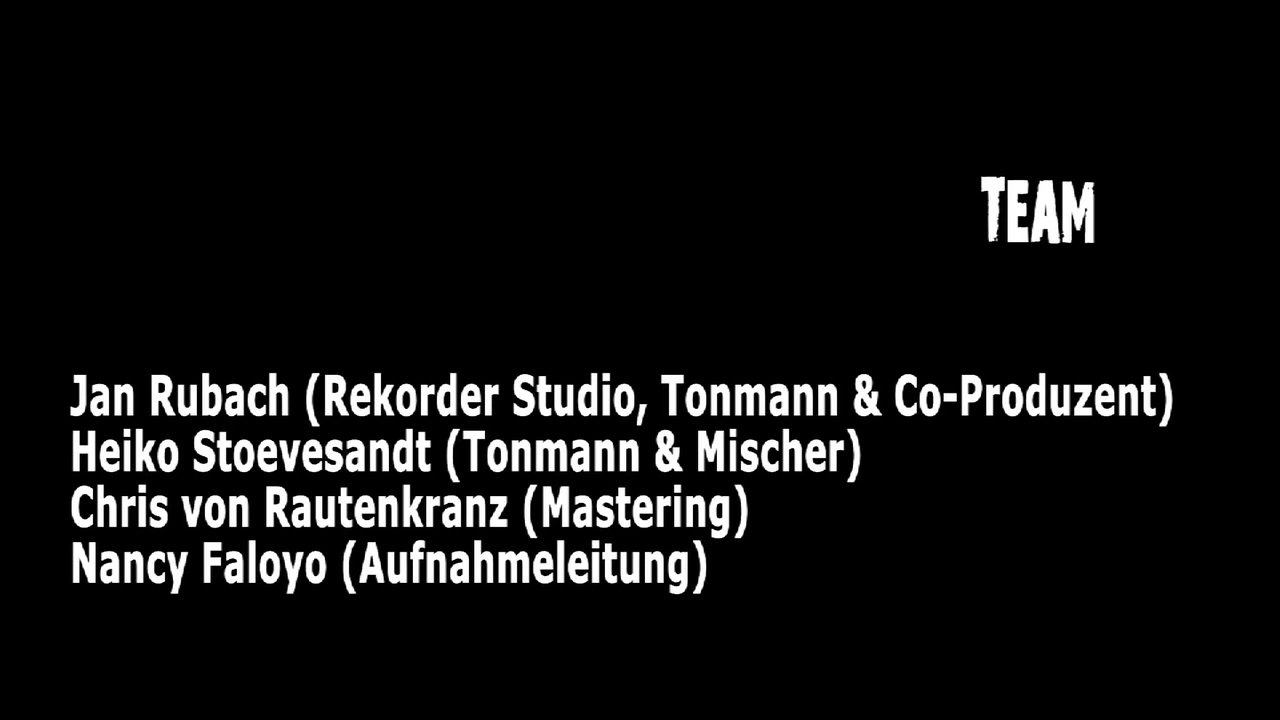 TEAM
Jan Rubach (Rekorder Studio, Tonmann & Co-Produzent)
Heiko Stoevesandt (Tonmann & Mischer)
Chris von Rautenkranz (Mastering)
Nancy Faloyo (Aufnahmeleitung)